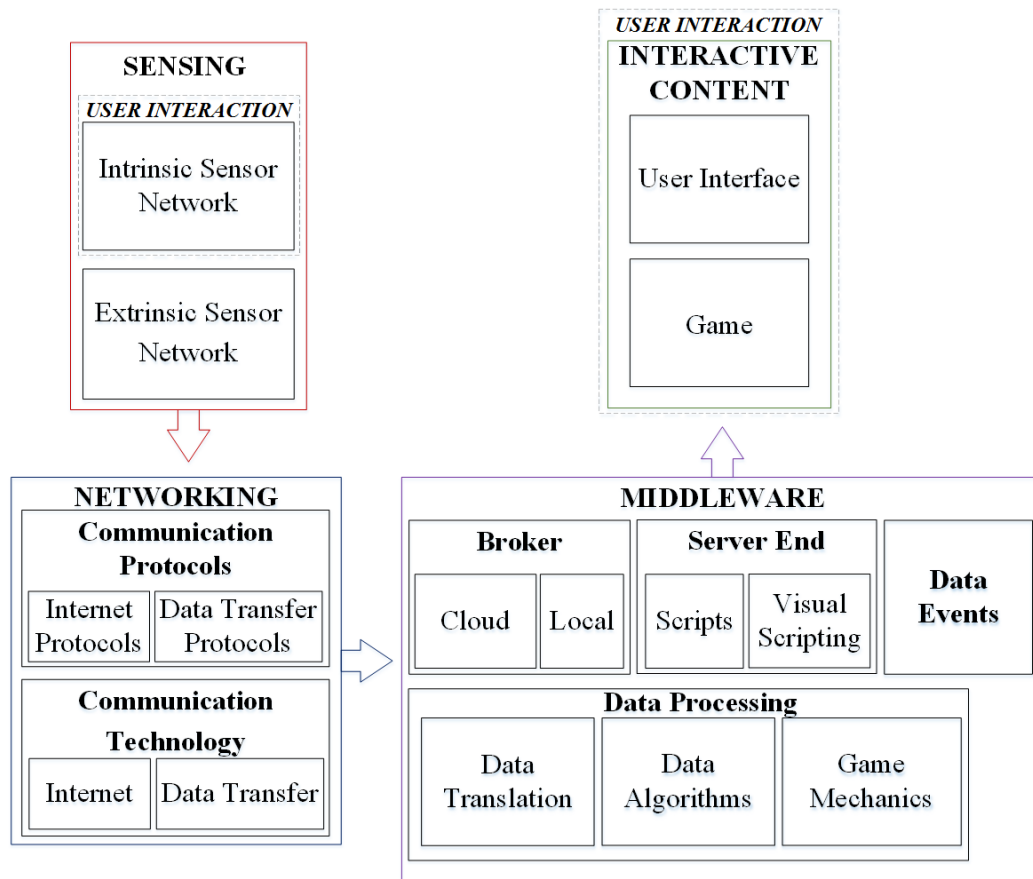 SENSING
USER INTERACTION
Intrinsic Sensor
Network
Extrinsic Sensor
Network
USER INTERACTION
INTERACTIVE
CONTENT
User Interface
Game
NETWORKING
Communication
Protocols
Internet
Protocols
Data Transfer
Protocols
Communication
Technology
Internet
Data Transfer
MIDDLEWARE
Broker
Cloud
Local
Server End
Scripts
Visual
Scripting
Data
Events
Data Processing
Data
Translation
Data
Algorithms
Game
Mechanics